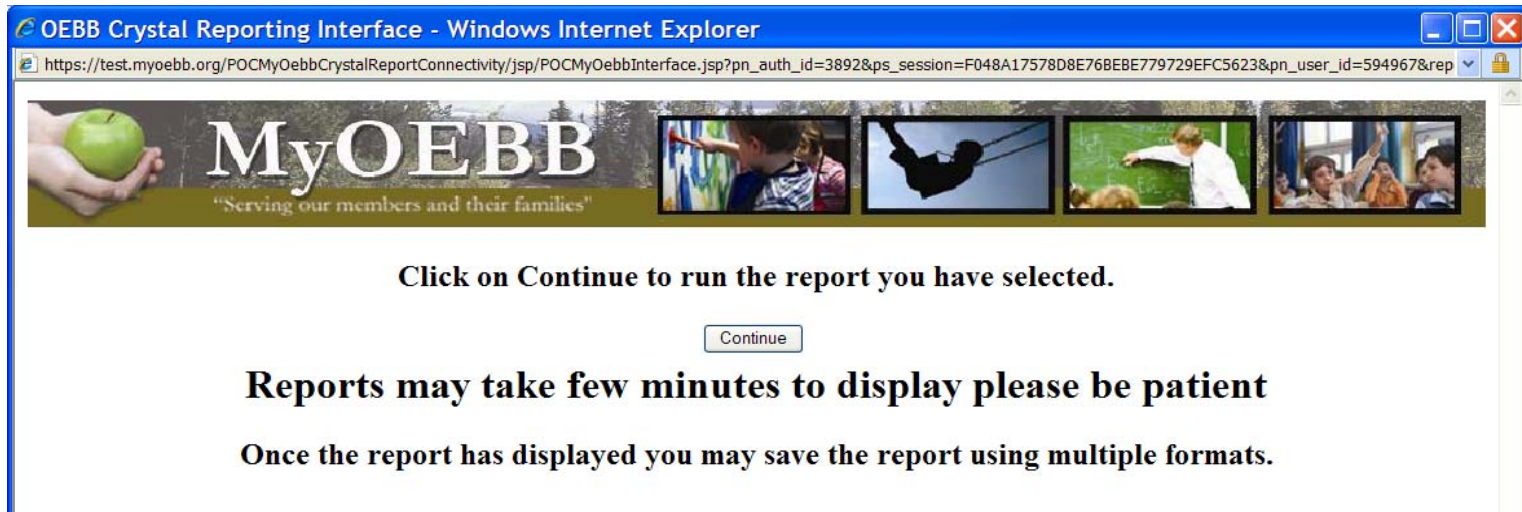 OEBB Crystal Reporting Interface - Windows Internet Explorer
https://test.myoebb.org/POCMyOebbCrystalReportConnectivity/jsp/POCMyOebbInterface.jsp?pn_auth_id=3892&ps_session=F048A17578D8E76BEBE779729EFC5623&pn_user_id=594967&rep
MyOEBB
"Serving our members and their families"
Click on Continue to run the report you have selected.
Continue
Reports may take few minutes to display please be patient
Once the report has displayed you may save the report using multiple formats.